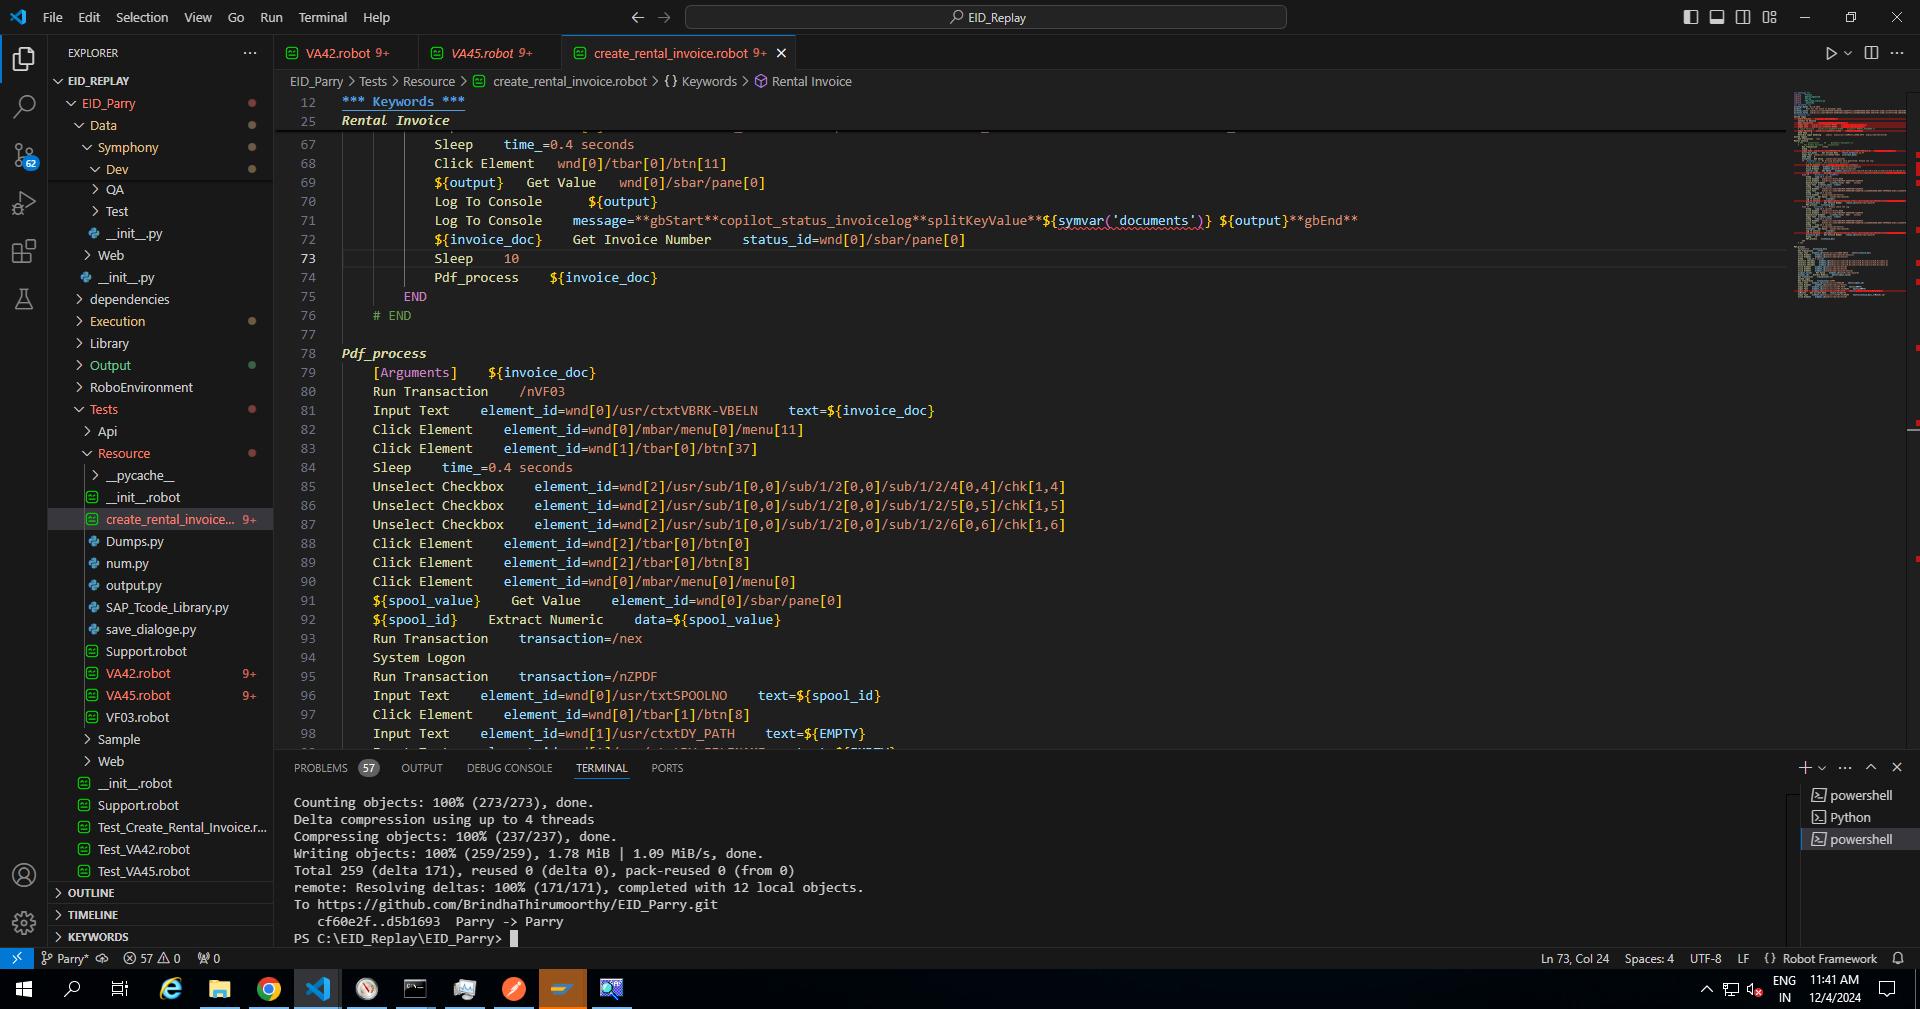 File Edit Selection View Go Run Terminal Help
EID_Replay
EXPLORER
VA42.robot 9+
VA45.robot 9+
create_rental_invoice.robot 9+
EID_Parry > Tests > Resource > create_rental_invoice.robot > {} Keywords > Rental Invoice
EID_REPLAY
EID_Parry
Data
Symphony
Dev
QA
Test
__init__.py
Web
__init__.py
dependencies
Execution
Library
Output
RoboEnvironment
Tests
Api
Resource
__pycache__
__init__.robot
create_rental_invoice... 9+
Dumps.py
num.py
output.py
SAP_Tcode_Library.py
save_dialoge.py
Support.robot
VA42.robot 9+
VA45.robot 9+
VF03.robot
Sample
Web
__init__.robot
Support.robot
Test_Create_Rental_Invoice.r...
Test_VA42.robot
Test_VA45.robot
OUTLINE
TIMELINE
KEYWORDS
62
12 *** Keywords ***
25 Rental Invoice
67 Sleep    time_=0.4 seconds
68 Click Element   wnd[0]/tbar[0]/btn[11]
69 ${output}   Get Value   wnd[0]/sbar/pane[0]
70 Log To Console      ${output}
71 Log To Console    message=**gbStart**copilot_status_invoicelog**splitKeyValue**${symvar('documents')} ${output}**gbEnd**
72 ${invoice_doc}    Get Invoice Number    status_id=wnd[0]/sbar/pane[0]
73 Sleep    10
74 Pdf_process    ${invoice_doc}
75 END
76 # END
77
78 Pdf_process
79 [Arguments]    ${invoice_doc}
80 Run Transaction    /nVF03
81 Input Text    element_id=wnd[0]/usr/ctxtVBRK-VBELN    text=${invoice_doc}
82 Click Element    element_id=wnd[0]/mbar/menu[0]/menu[11]
83 Click Element    element_id=wnd[1]/tbar[0]/btn[37]
84 Sleep    time_=0.4 seconds
85 Unselect Checkbox    element_id=wnd[2]/usr/sub/1[0,0]/sub/1/2[0,0]/sub/1/2/4[0,4]/chk[1,4]
86 Unselect Checkbox    element_id=wnd[2]/usr/sub/1[0,0]/sub/1/2[0,0]/sub/1/2/5[0,5]/chk[1,5]
87 Unselect Checkbox    element_id=wnd[2]/usr/sub/1[0,0]/sub/1/2[0,0]/sub/1/2/6[0,6]/chk[1,6]
88 Click Element    element_id=wnd[2]/tbar[0]/btn[0]
89 Click Element    element_id=wnd[2]/tbar[0]/btn[8]
90 Click Element    element_id=wnd[0]/mbar/menu[0]/menu[0]
91 ${spool_value}    Get Value    element_id=wnd[0]/sbar/pane[0]
92 ${spool_id}    Extract Numeric    data=${spool_value}
93 Run Transaction    transaction=/nex
94 System Logon
95 Run Transaction    transaction=/nZPDF
96 Input Text    element_id=wnd[0]/usr/txtSPOOLNO    text=${spool_id}
97 Click Element    element_id=wnd[0]/tbar[1]/btn[8]
98 Input Text    element_id=wnd[1]/usr/ctxtDY_PATH    text=${EMPTY}
PROBLEMS 57 OUTPUT DEBUG CONSOLE TERMINAL PORTS
Counting objects: 100% (273/273), done.
Delta compression using up to 4 threads
Compressing objects: 100% (237/237), done.
Writing objects: 100% (259/259), 1.78 MiB | 1.09 MiB/s, done.
Total 259 (delta 171), reused 0 (delta 0), pack-reused 0 (from 0)
remote: Resolving deltas: 100% (171/171), completed with 12 local objects.
To https://github.com/BrindhaThirumoorthy/EID_Parry.git
cf60e2f..d5b1693  Parry -> Parry
PS C:\EID_Replay\EID_Parry>
powershell
Python
powershell
Parry* 57 0 0
Ln 73, Col 24 Spaces: 4 UTF-8 LF {} Robot Framework
ENG
IN
11:41 AM
12/4/2024